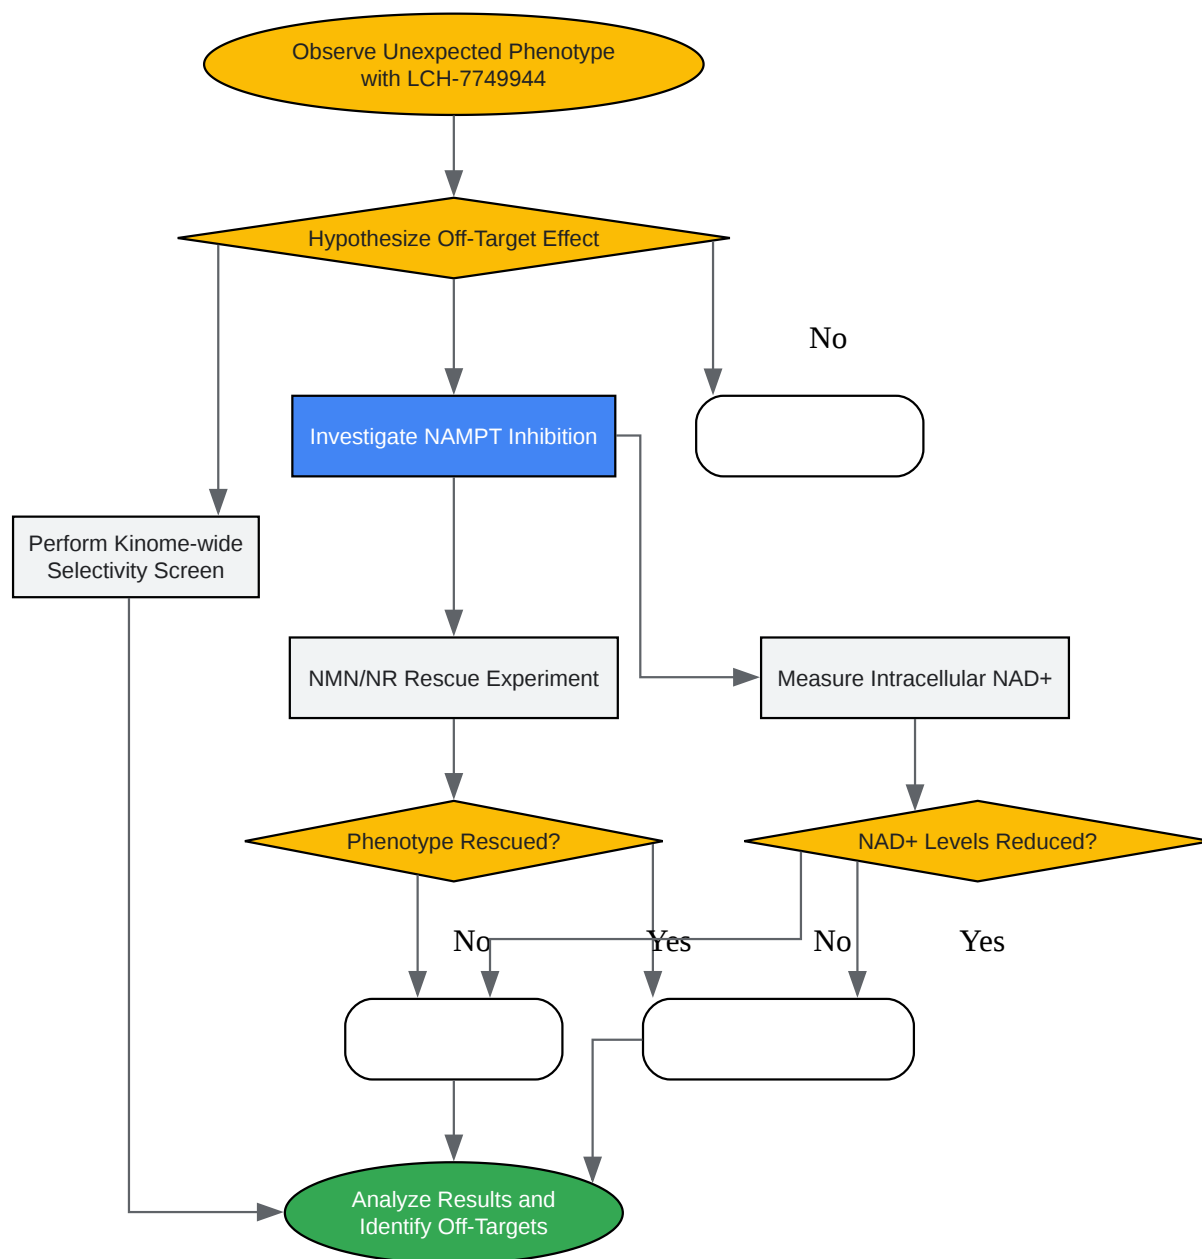 Observe Unexpected Phenotype
with LCH-7749944
Hypothesize Off-Target Effect
No
Investigate NAMPT Inhibition
Perform Kinome-wide
Selectivity Screen
NMN/NR Rescue Experiment
Measure Intracellular NAD+
Phenotype Rescued?
NAD+ Levels Reduced?
No
Yes
No
Yes
Analyze Results and
Identify Off-Targets